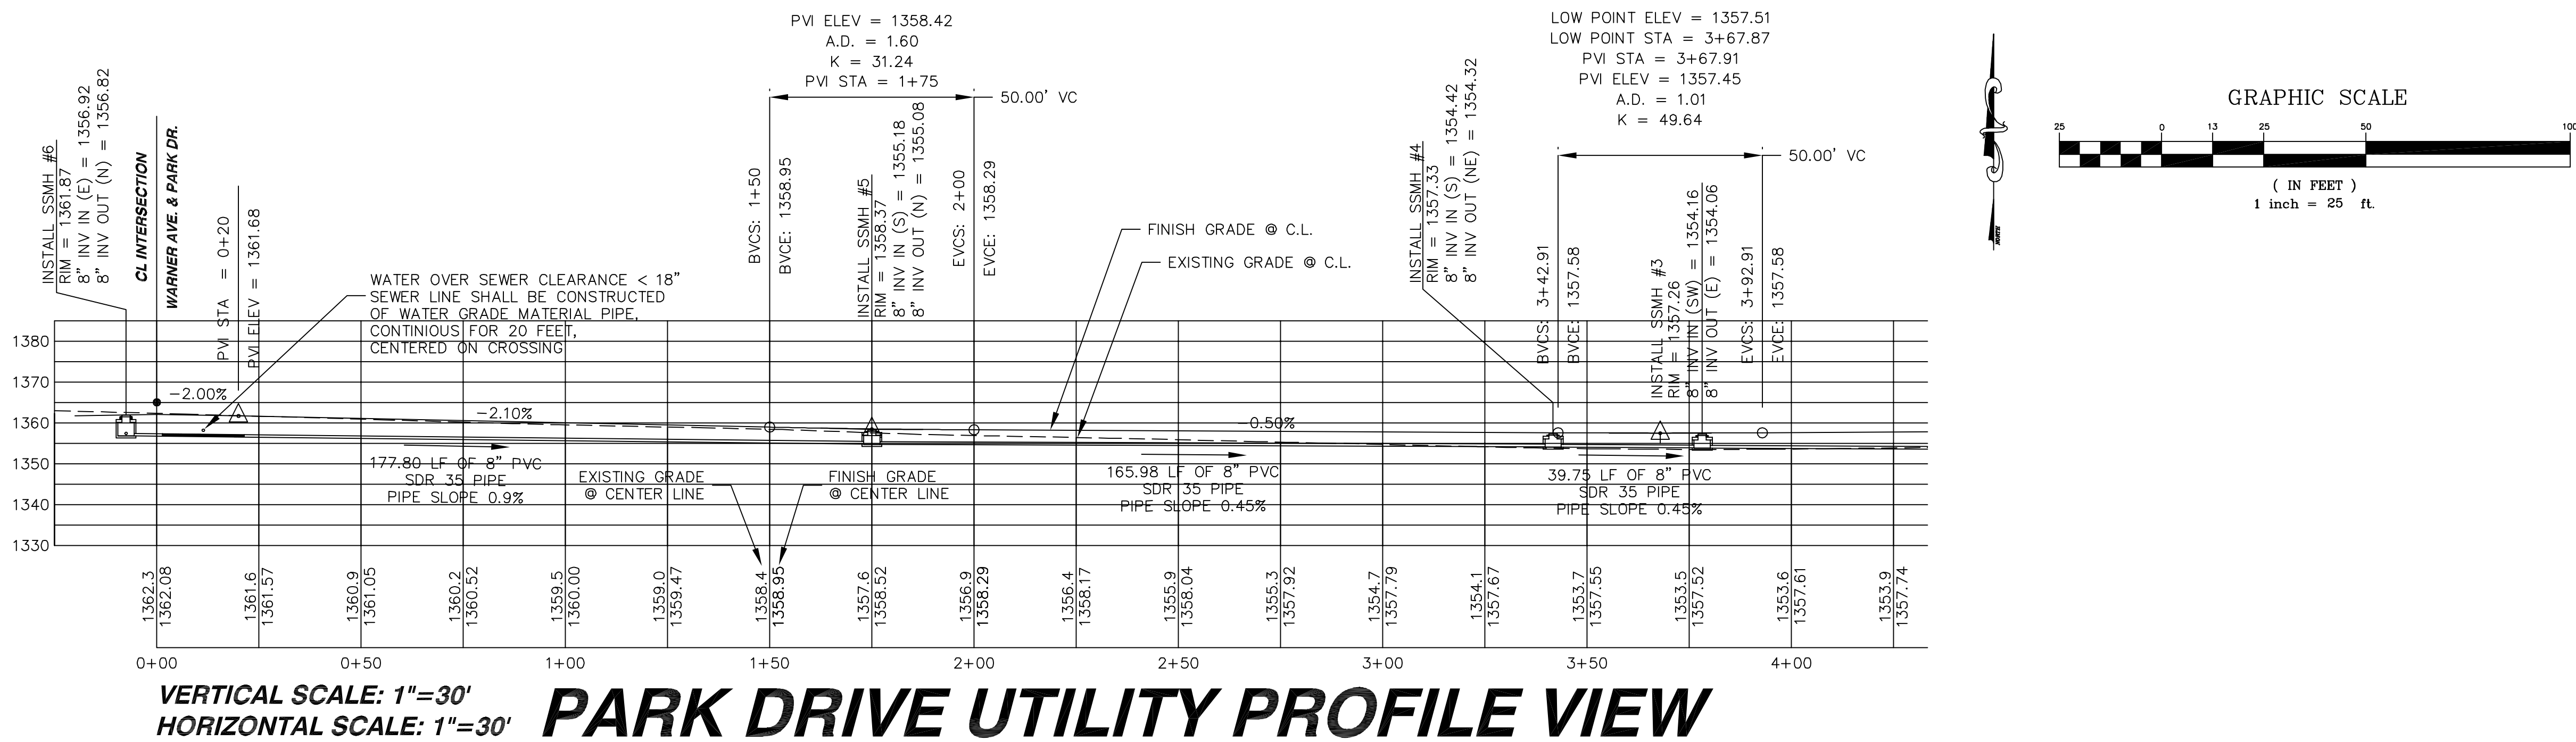 INSTALL SSMH #6
RIM = 1361.87
8" INV IN (E) = 1356.92
8" INV OUT (N) = 1356.82
CL INTERSECTION
WARNER AVE. & PARK DR.
PVI STA = 0+20
PVI ELEV = 1361.68
WATER OVER SEWER CLEARANCE < 18"
SEWER LINE SHALL BE CONSTRUCTED
OF WATER GRADE MATERIAL PIPE,
CONTINIOUS FOR 20 FEET,
CENTERED ON CROSSING
PVI ELEV = 1358.42
A.D. = 1.60
K = 31.24
PVI STA = 1+75
50.00' VC
BVCS: 1+50
BVCE: 1358.95
INSTALL SSMH #5
RIM = 1358.37
8" INV IN (S) = 1355.18
8" INV OUT (N) = 1355.08
EVCS: 2+00
EVCE: 1358.29
FINISH GRADE @ C.L.
EXISTING GRADE @ C.L.
INSTALL SSMH #4
RIM = 1357.33
8" INV IN (S) = 1354.42
8" INV OUT (NE) = 1354.32
LOW POINT ELEV = 1357.51
LOW POINT STA = 3+67.87
PVI STA = 3+67.91
PVI ELEV = 1357.45
A.D. = 1.01
K = 49.64
50.00' VC
BVCS: 3+42.91
BVCE: 1357.58
INSTALL SSMH #3
RIM = 1357.26
8" INV IN (SW) = 1354.16
8" INV OUT (E) = 1354.06
EVCS: 3+92.91
EVCE: 1357.58
NORTH
GRAPHIC SCALE
25 0 13 25 50 100
( IN FEET )
1 inch = 25 ft.
1380
1370
1360
1350
1340
1330
-2.00%
-2.10%
-0.50%
177.80 LF OF 8" PVC
SDR 35 PIPE
PIPE SLOPE 0.9%
EXISTING GRADE
@ CENTER LINE
FINISH GRADE
@ CENTER LINE
165.98 LF OF 8" PVC
SDR 35 PIPE
PIPE SLOPE 0.45%
39.75 LF OF 8" PVC
SDR 35 PIPE
PIPE SLOPE 0.45%
1362.3
1362.08
1361.6
1361.57
1360.9
1361.05
1360.2
1360.52
1359.5
1360.00
1359.0
1359.47
1358.4
1358.95
1357.6
1358.52
1356.9
1358.29
1356.4
1358.17
1355.9
1358.04
1355.3
1357.92
1354.7
1357.79
1354.1
1357.67
1353.7
1357.55
1353.5
1357.52
1353.6
1357.61
1353.9
1357.74
0+00 0+50 1+00 1+50 2+00 2+50 3+00 3+50 4+00
VERTICAL SCALE: 1"=30'
HORIZONTAL SCALE: 1"=30'
PARK DRIVE UTILITY PROFILE VIEW